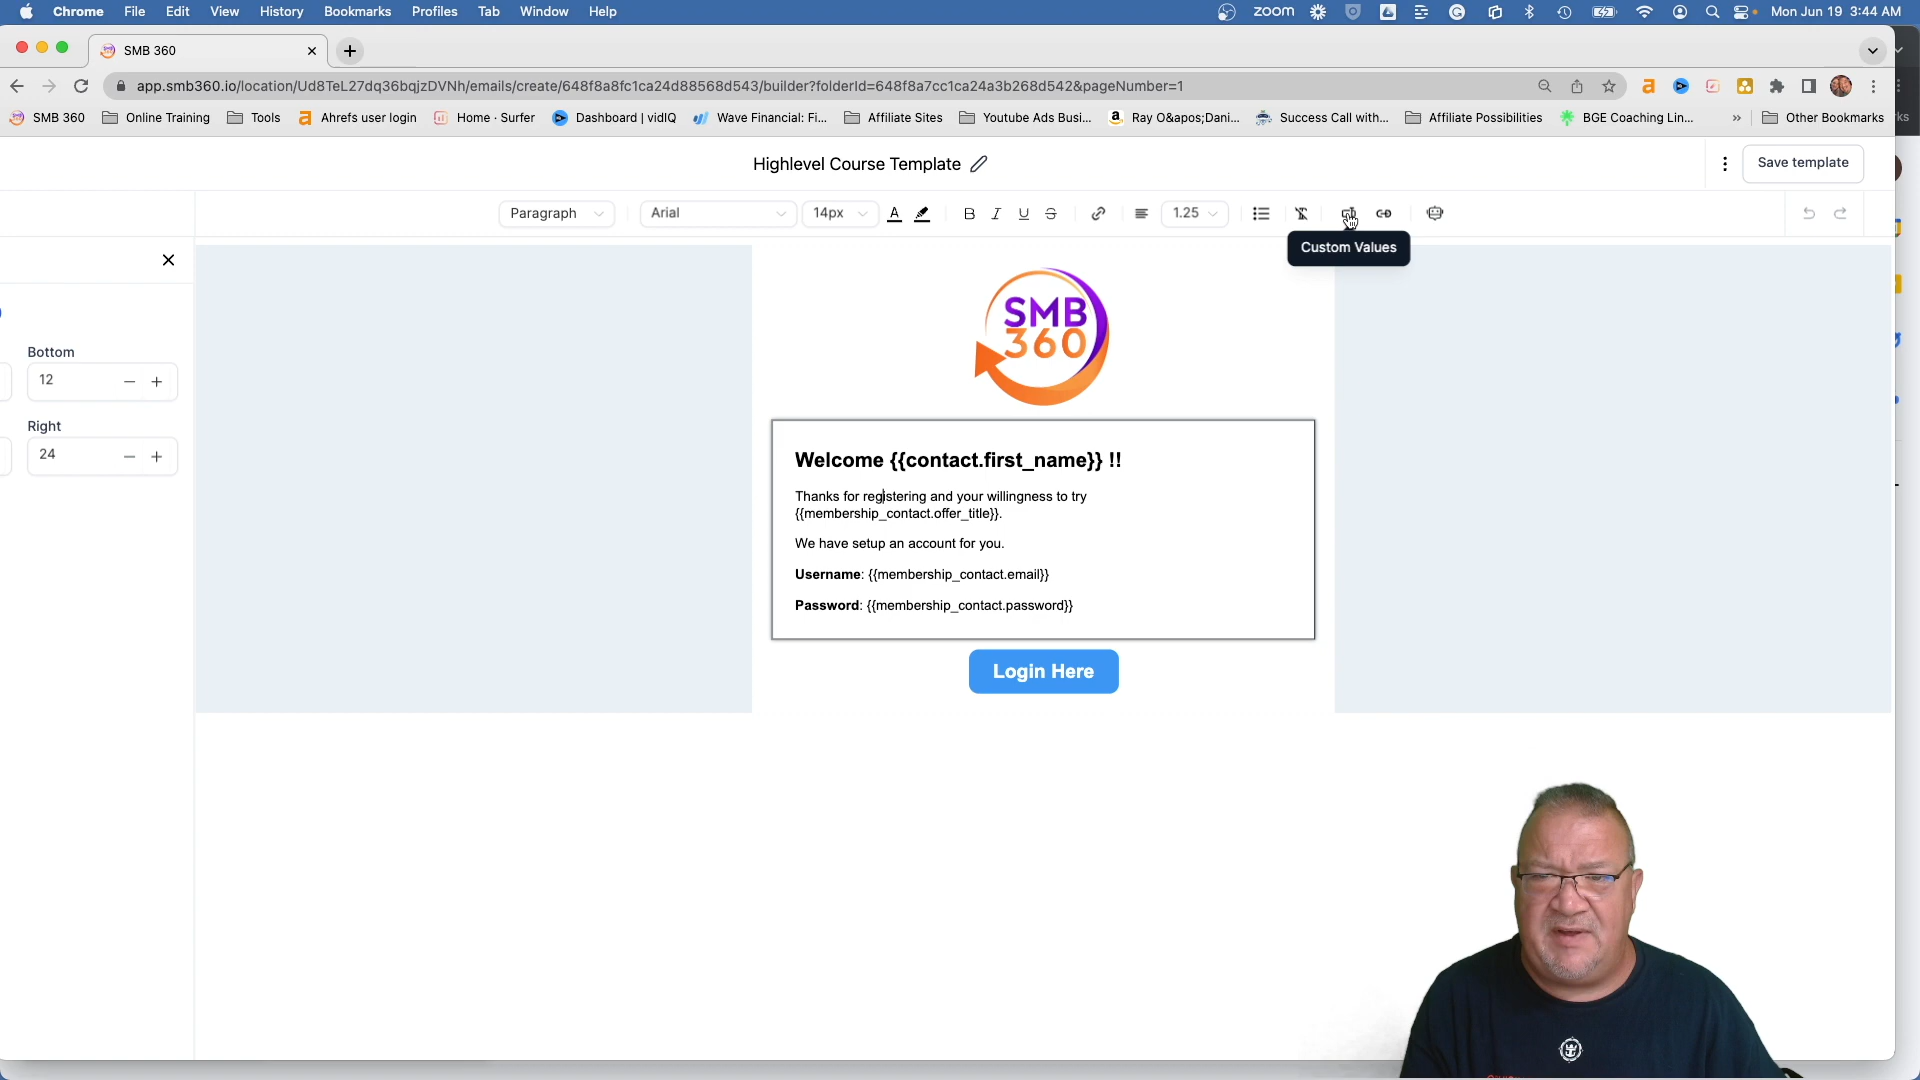 Chrome File Edit View History Bookmarks Profiles Tab Window Help zoom Mon Jun 19 3:44 AM
SMB 360
app.smb360.io/location/Ud8TeL27dq36bqjzDVNh/emails/create/648f8a8fc1ca24d88568d543/builder?folderId=648f8a7cc1ca24a3b268d542&pageNumber=1
SMB 360 Online Training Tools Ahrefs user login Home · Surfer Dashboard | vidIQ Wave Financial: Fi... Affiliate Sites Youtube Ads Busi... Ray O&apos;Dani... Success Call with... Affiliate Possibilities BGE Coaching Lin... » Other Bookmarks ks
Highlevel Course Template Save template
Paragraph Arial 14px A B I U S 1.25
Custom Values
SMB
360
Bottom
12
Right
24
Welcome {{contact.first_name}} !!
Thanks for registering and your willingness to try
{{membership_contact.offer_title}}.
We have setup an account for you.
Username: {{membership_contact.email}}
Password: {{membership_contact.password}}
Login Here